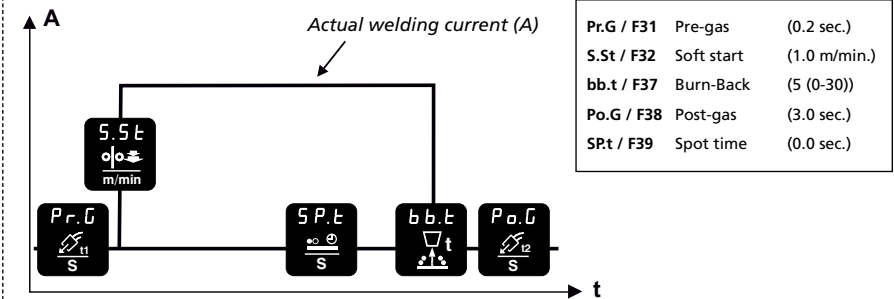 A
Actual welding current (A)
S.St
m/min
Pr.G
t1
S
SP.t
S
bb.t
t
Po.G
t2
S
t
Pr.G / F31 Pre-gas (0.2 sec.)
S.St / F32 Soft start (1.0 m/min.)
bb.t / F37 Burn-Back (5 (0-30))
Po.G / F38 Post-gas (3.0 sec.)
SP.t / F39 Spot time (0.0 sec.)